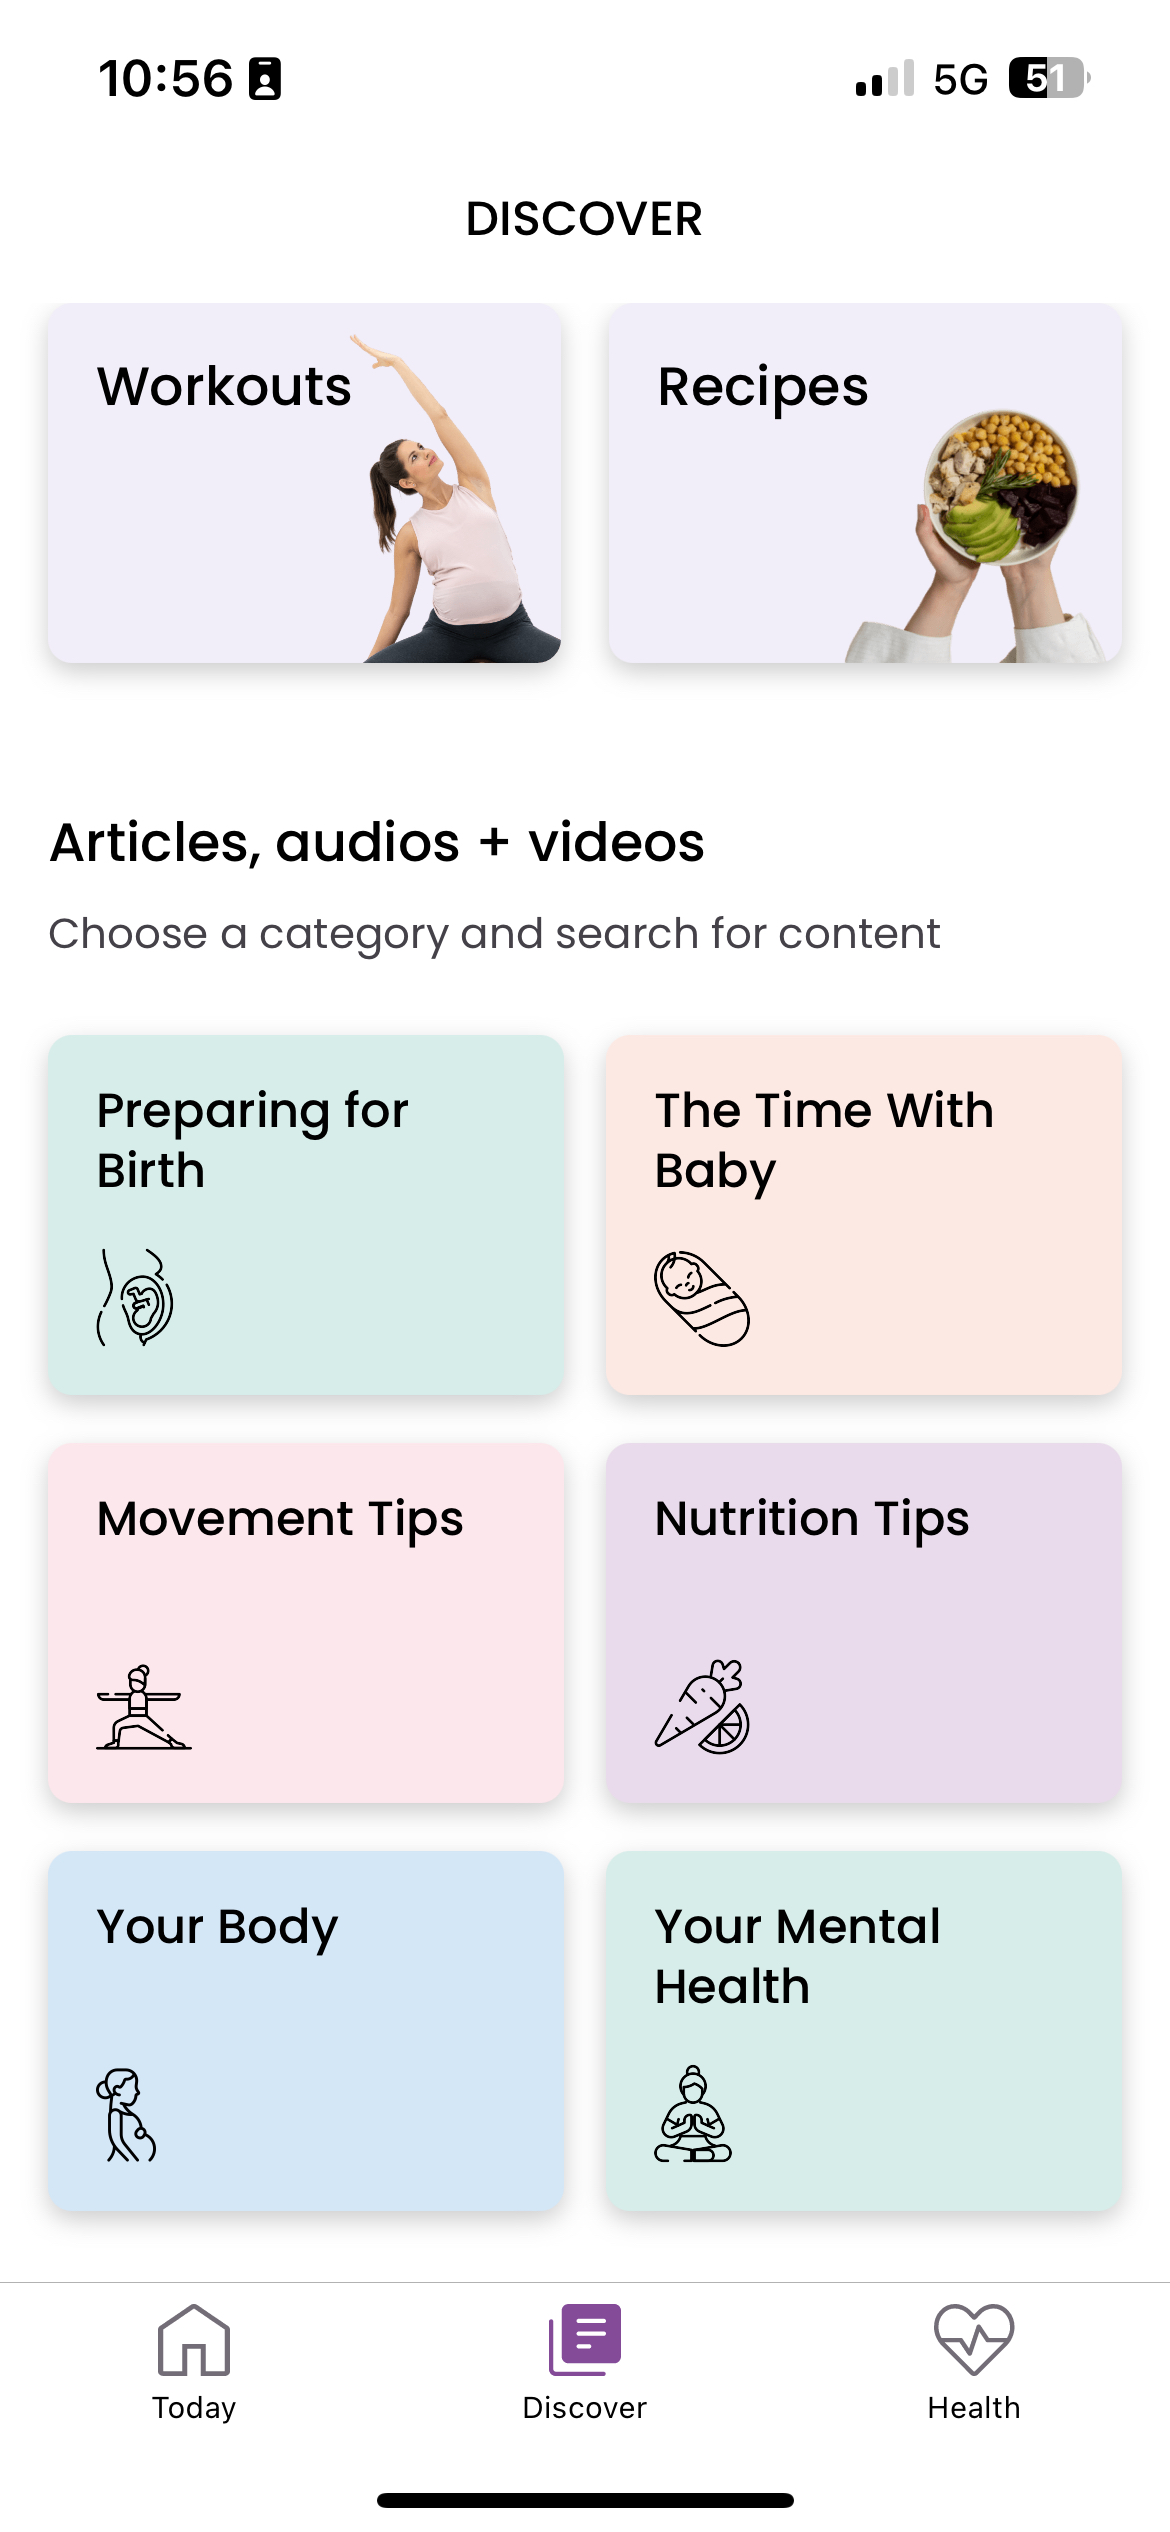 10:56
5G
51
DISCOVER
Workouts
Recipes
Articles, audios + videos
Choose a category and search for content
Preparing for
Birth
The Time With
Baby
Movement Tips
Nutrition Tips
Your Body
Your Mental
Health
Today
Discover
Health